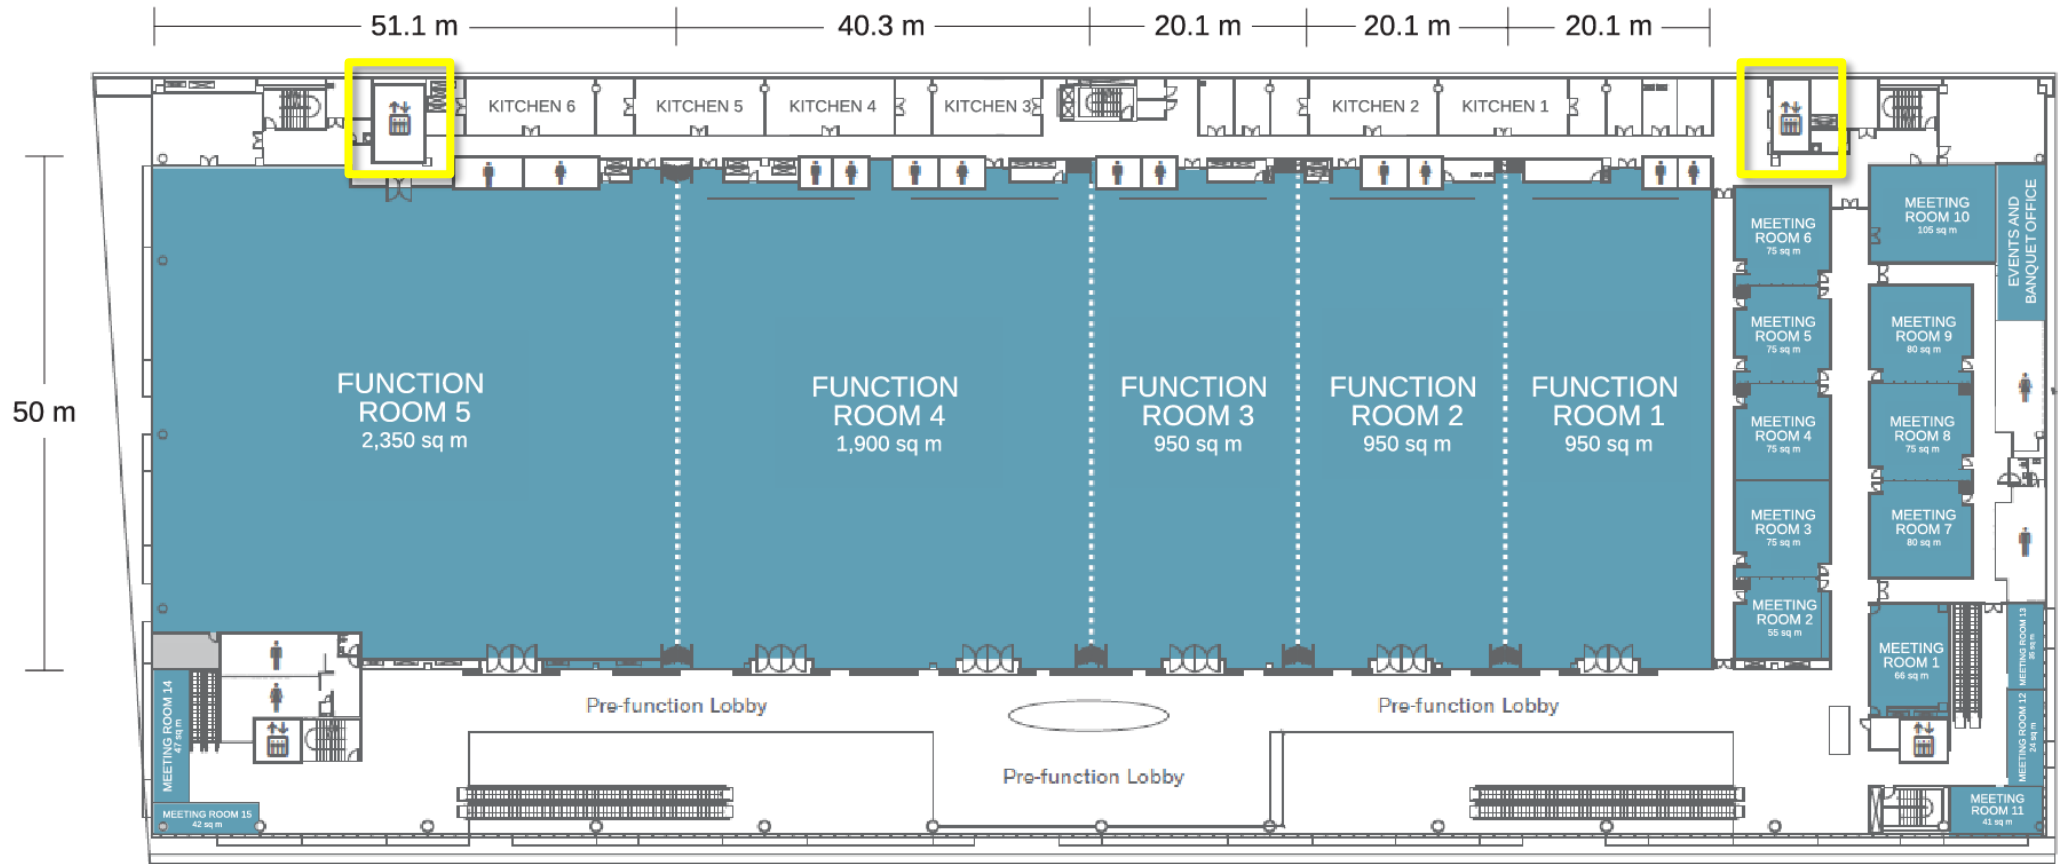 51.1 m
40.3 m
20.1 m
20.1 m
20.1 m
KITCHEN 6
KITCHEN 5
KITCHEN 4
KITCHEN 3
KITCHEN 2
KITCHEN 1
50 m
FUNCTION
ROOM 5
2,350 sq m
FUNCTION
ROOM 4
1,900 sq m
FUNCTION
ROOM 3
950 sq m
FUNCTION
ROOM 2
950 sq m
FUNCTION
ROOM 1
950 sq m
MEETING
ROOM 6
75 sq m
MEETING
ROOM 5
75 sq m
MEETING
ROOM 4
75 sq m
MEETING
ROOM 3
75 sq m
MEETING
ROOM 2
55 sq m
MEETING
ROOM 10
105 sq m
EVENTS AND
BANQUET OFFICE
MEETING
ROOM 9
80 sq m
MEETING
ROOM 8
75 sq m
MEETING
ROOM 7
80 sq m
MEETING
ROOM 1
66 sq m
MEETING ROOM 13
MEETING ROOM 12
24 sq m
MEETING
ROOM 11
41 sq m
MEETING ROOM 14
47 sq m
MEETING ROOM 15
42 sq m
Pre-function Lobby
Pre-function Lobby
Pre-function Lobby